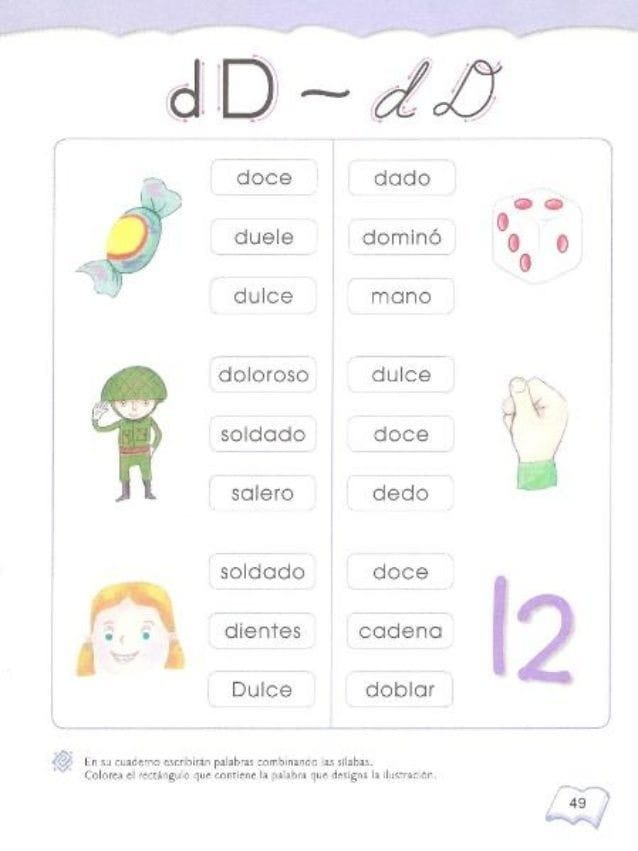 d D ~ d D
doce
duele
dulce
doloroso
soldado
salero
soldado
dientes
Dulce
dado
dominó
mano
dulce
doce
dedo
doce
cadena
doblar
12
En su cuaderno escribirán palabras combinando las sílabas.
Colorea el rectángulo que contiene la palabra que designa la ilustración.
49